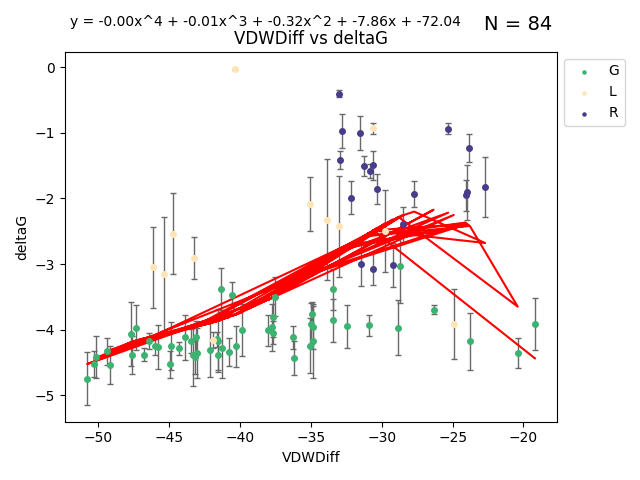 y = -0.00x^4 + -0.01x^3 + -0.32x^2 + -7.86x + -72.04
N = 84
VDWDiff vs deltaG
G
L
R
0
−1
−2
−3
−4
−5
deltaG
−50 −45 −40 −35 −30 −25 −20
VDWDiff